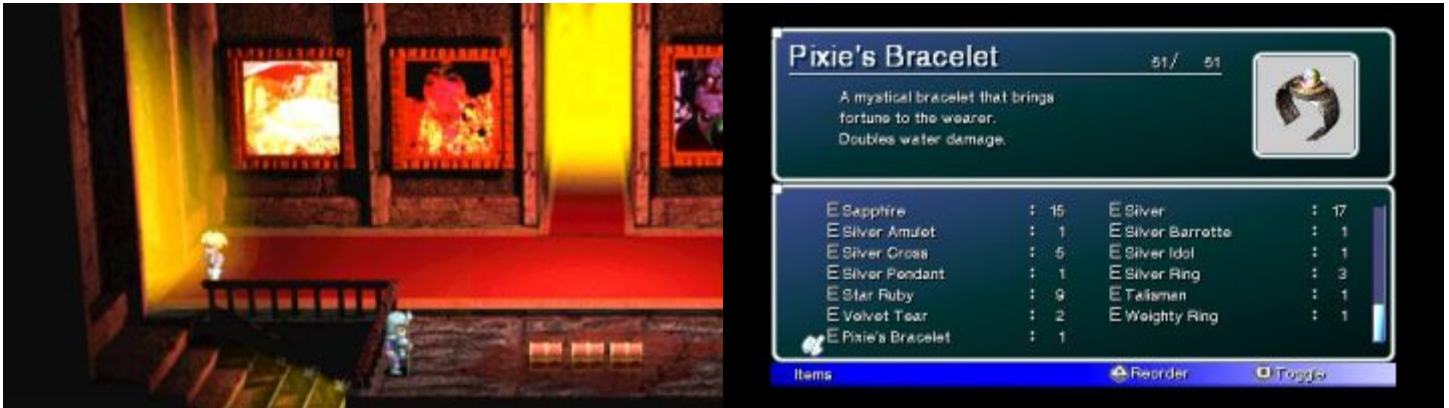 Pixie's Bracelet 51/ 51
A mystical bracelet that brings
fortune to the wearer.
Doubles water damage.
E Sapphire : 15 E Silver : 17
E Silver Amulet : 1 E Silver Barrette : 1
E Silver Cross : 5 E Silver Idol : 1
E Silver Pendant : 1 E Silver Ring : 3
E Star Ruby : 9 E Talisman : 1
E Velvet Tear : 2 E Weighty Ring : 1
E Pixie's Bracelet : 1
Items Reorder Toggle